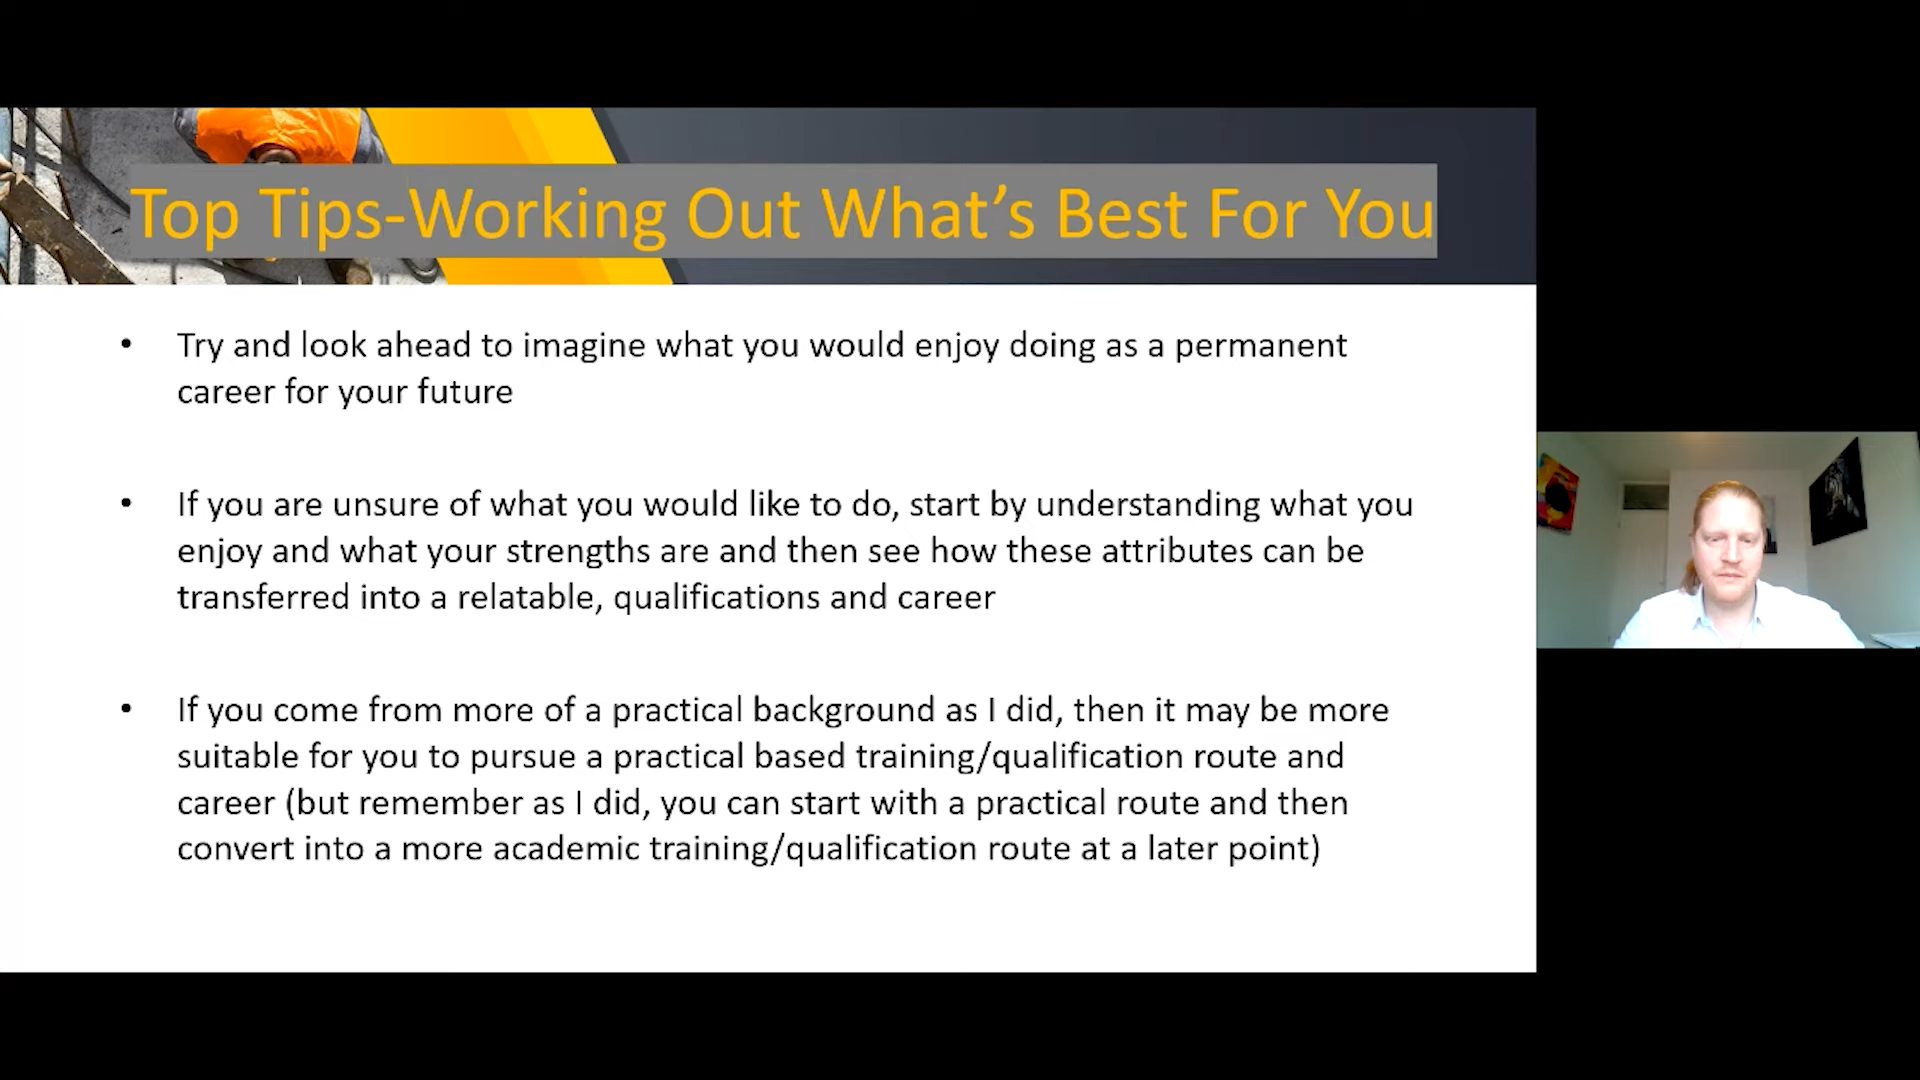 Top Tips-Working Out What’s Best For You
• Try and look ahead to imagine what you would enjoy doing as a permanent
career for your future
• If you are unsure of what you would like to do, start by understanding what you
enjoy and what your strengths are and then see how these attributes can be
transferred into a relatable, qualifications and career
• If you come from more of a practical background as I did, then it may be more
suitable for you to pursue a practical based training/qualification route and
career (but remember as I did, you can start with a practical route and then
convert into a more academic training/qualification route at a later point)